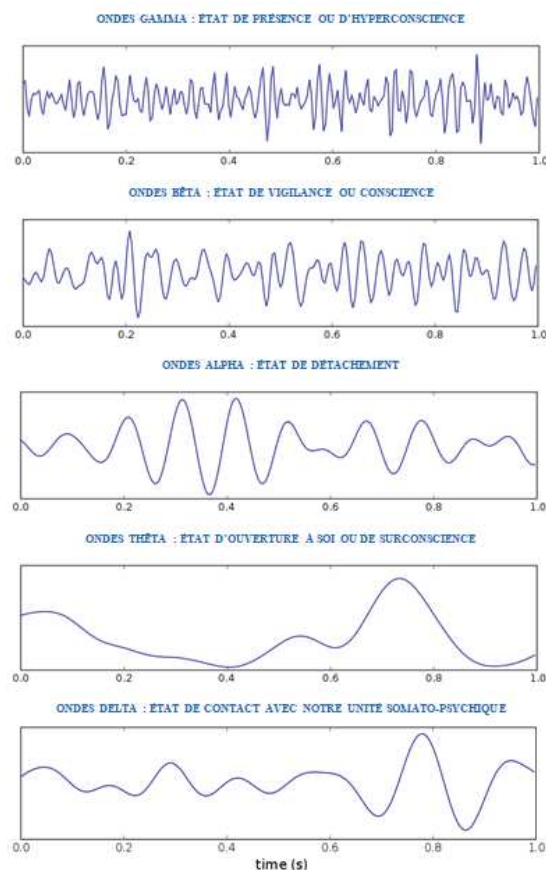 ONDES GAMMA : ÉTAT DE PRÉSENCE OU D'HYPERCONSCIENCE
0.0 0.2 0.4 0.6 0.8 1.0
ONDES BÊTA : ÉTAT DE VIGILANCE OU CONSCIENCE
0.0 0.2 0.4 0.6 0.8 1.0
ONDES ALPHA : ÉTAT DE DÉTACHEMENT
0.0 0.2 0.4 0.6 0.8 1.0
ONDES THÊTA : ÉTAT D'OUVERTURE À SOI OU DE SURCONSCIENCE
0.0 0.2 0.4 0.6 0.8 1.0
ONDES DELTA : ÉTAT DE CONTACT AVEC NOTRE UNITÉ SOMATO-PSYCHIQUE
0.0 0.2 0.4 0.6 0.8 1.0
time (s)